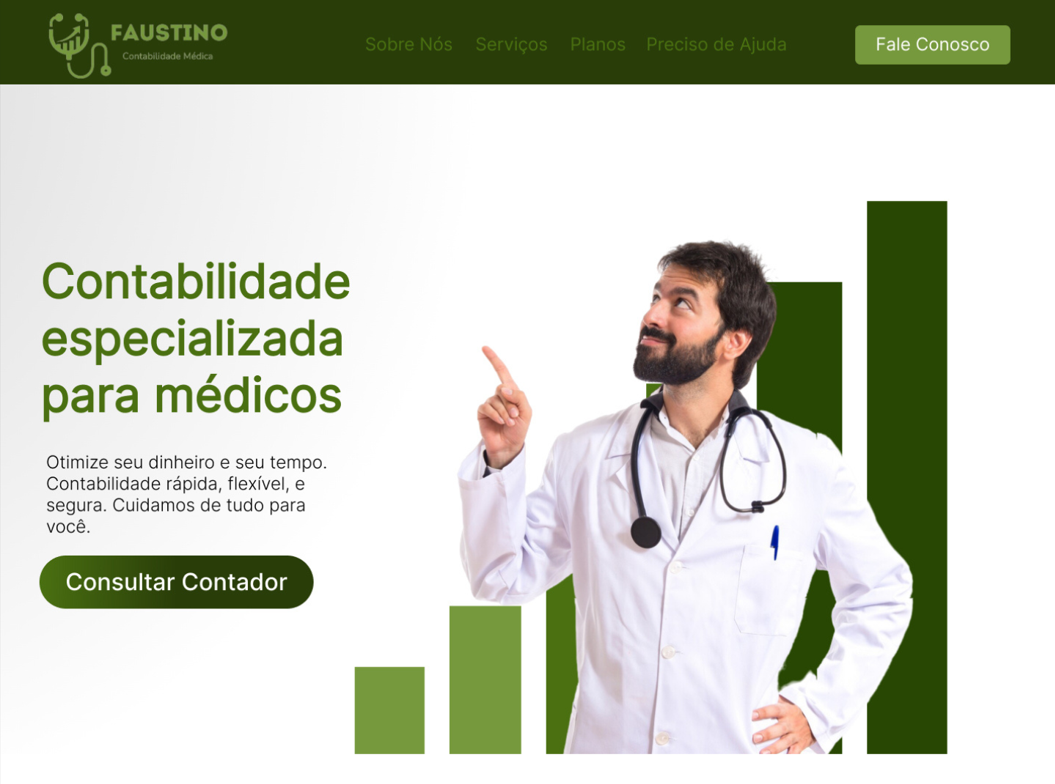 FAUSTINO
Contabilidade Médica
Sobre Nós
Serviços
Planos
Preciso de Ajuda
Fale Conosco
Contabilidade
especializada
para médicos
Otimize seu dinheiro e seu tempo.
Contabilidade rápida, flexível, e
segura. Cuidamos de tudo para
você.
Consultar Contador